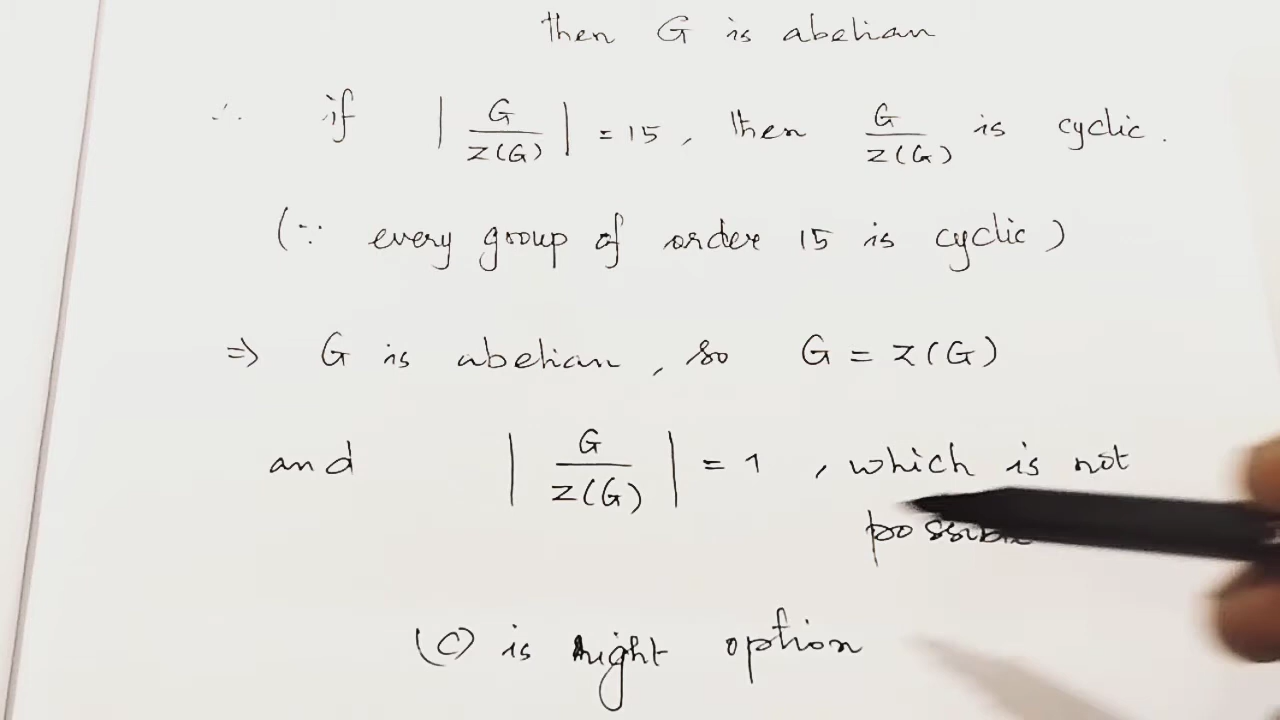 then G is abelian
∴ if | G / Z(G) | = 15, then G / Z(G) is cyclic.
(∵ every group of order 15 is cyclic)
⇒ G is abelian, so G = Z(G)
and | G / Z(G) | = 1, which is not
(C) is right option